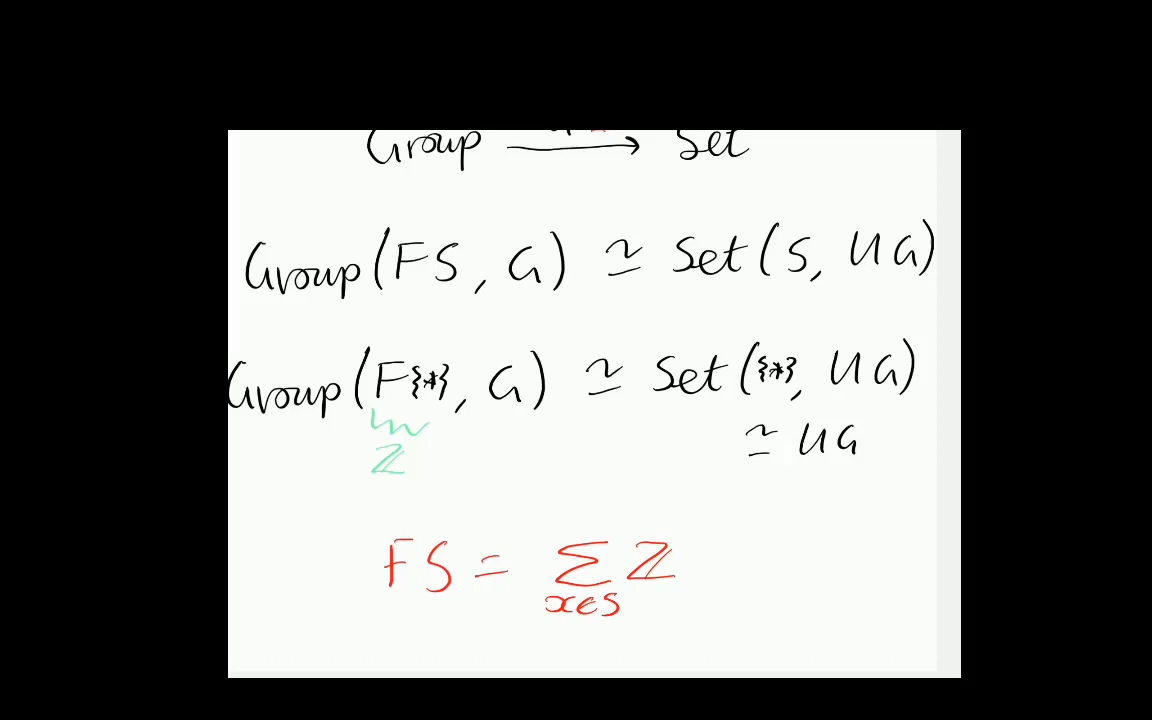 Group ⟶ Set
Group(FS, G) ≃ Set(S, UG)
Group(F{*}, G) ≃ Set({*}, UG)
≃ UG
ℤ
FS = ∑ ℤ
x∈S